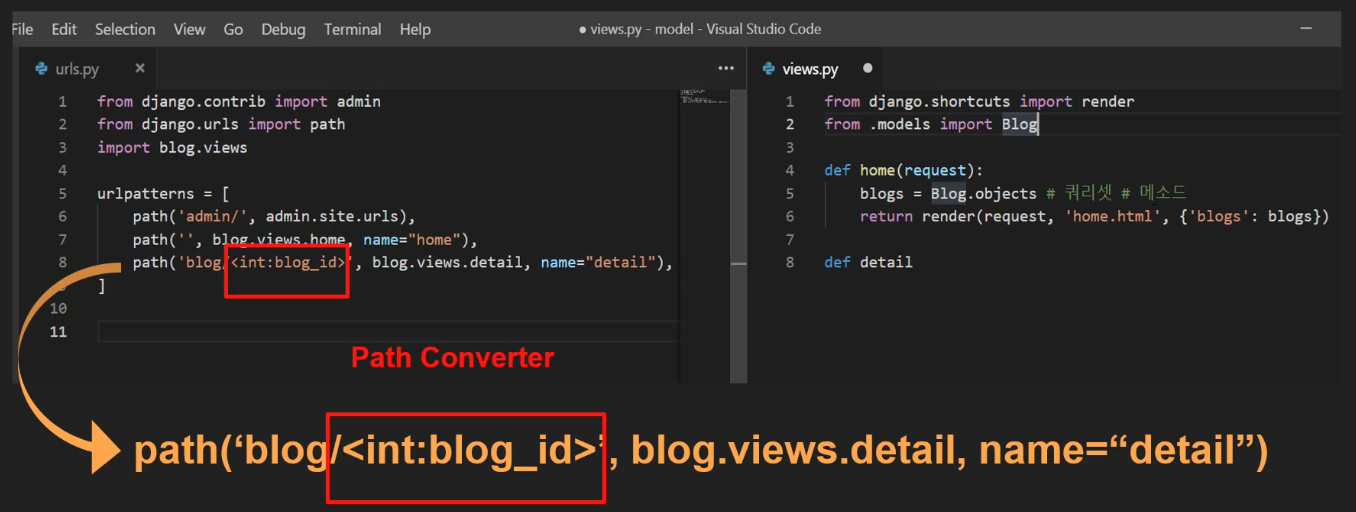 File Edit Selection View Go Debug Terminal Help ● views.py - model - Visual Studio Code
urls.py × ···
1 from django.contrib import admin
2 from django.urls import path
3 import blog.views
4
5 urlpatterns = [
6 path('admin/', admin.site.urls),
7 path('', blog.views.home, name="home"),
8 path('blog/<int:blog_id>', blog.views.detail, name="detail"),
9 ]
10
11
views.py ●
1 from django.shortcuts import render
2 from .models import Blog
3
4 def home(request):
5 blogs = Blog.objects # 쿼리셋 # 메소드
6 return render(request, 'home.html', {'blogs': blogs})
7
8 def detail
Path Converter
path(‘blog/<int:blog_id>’, blog.views.detail, name=“detail”)